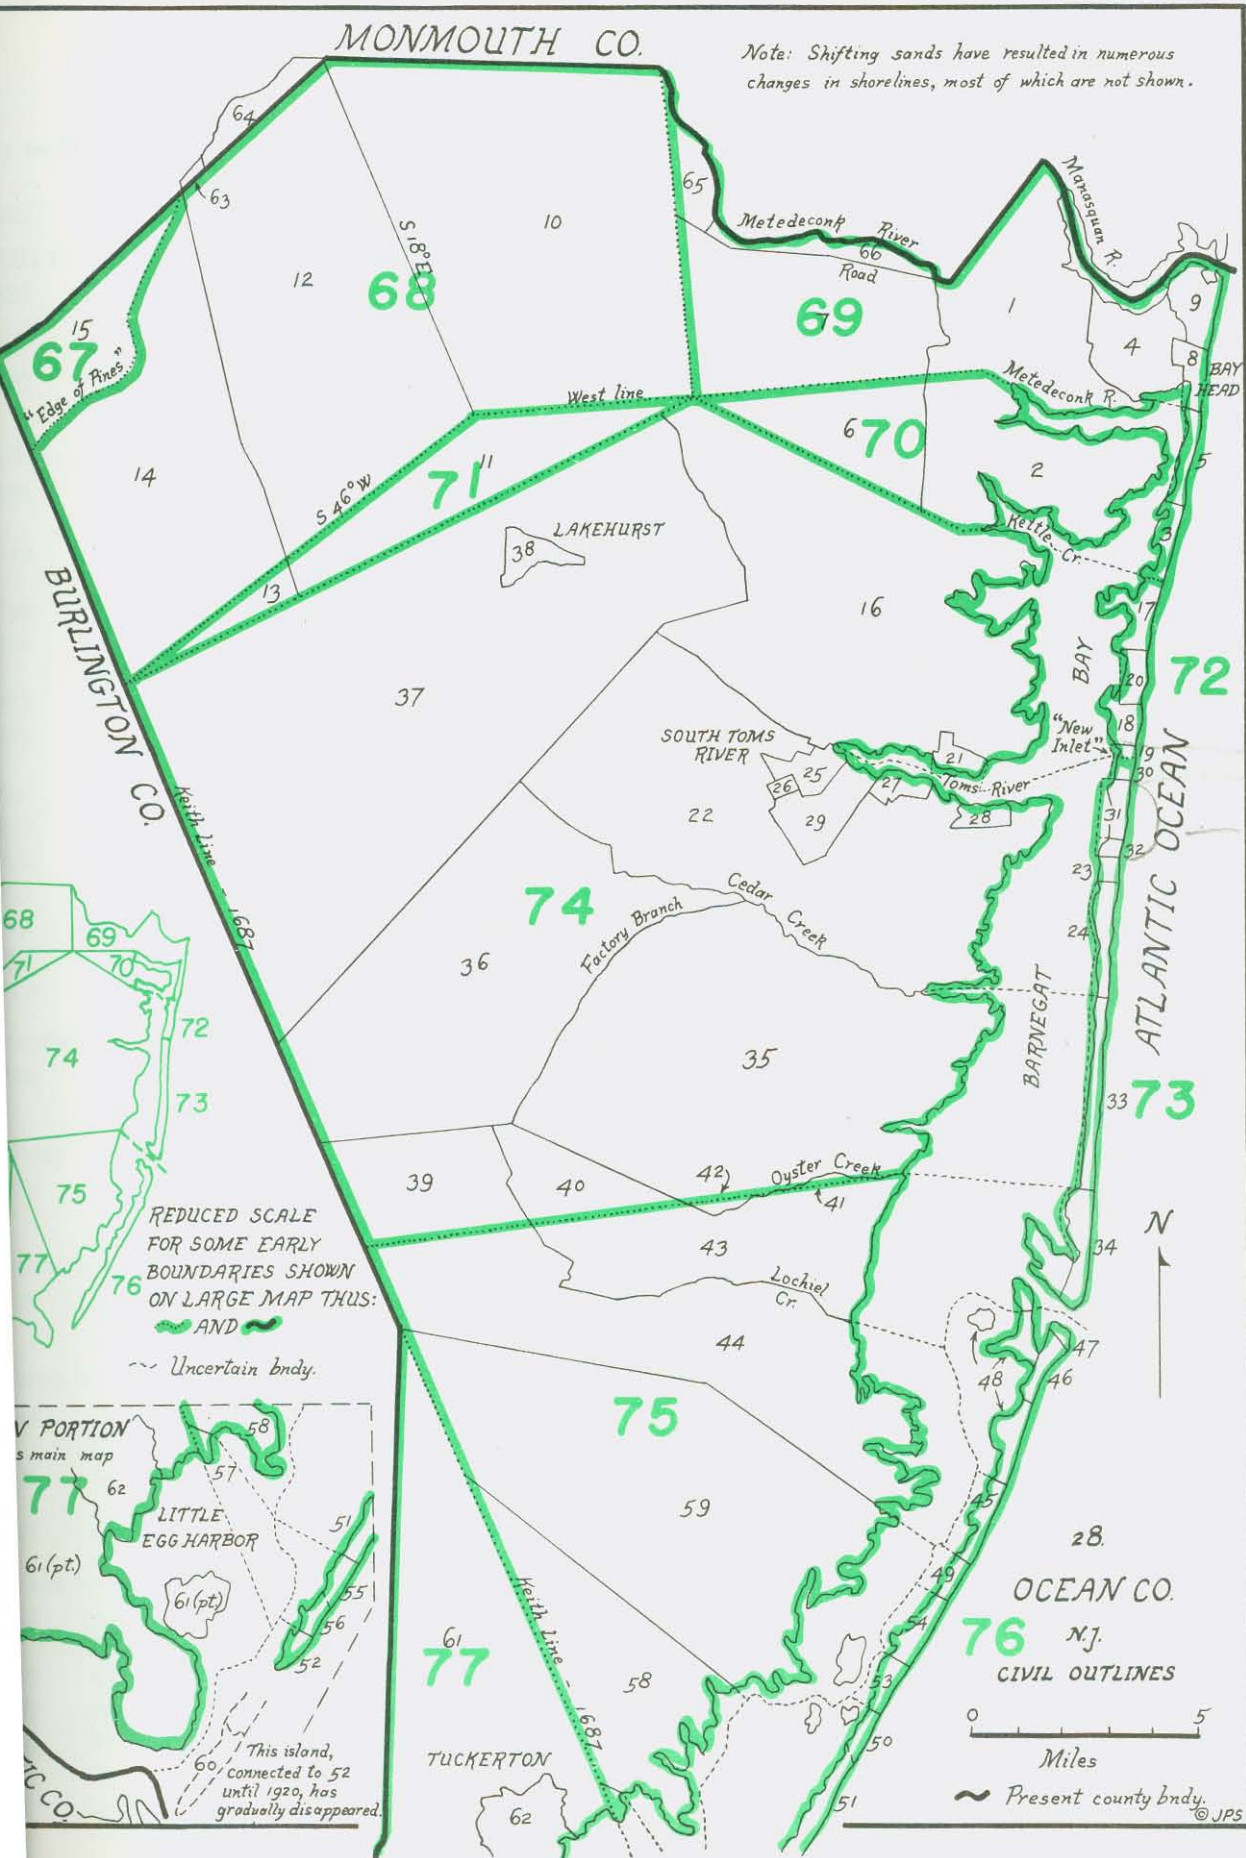 MONMOUTH CO.
Note: Shifting sands have resulted in numerous
changes in shorelines, most of which are not shown.
64
63
65
10
Metedeconk River
66
Road
Manasquan R.
S 18° E
12
68
69
7
1
9
4
8
BAY
HEAD
15
67
"Edge of Pines"
West line
Metedeconk R.
6
70
2
5
14
71
11
S 46° W
38
LAKEHURST
Kettle Cr.
3
13
16
17
BURLINGTON CO.
37
BAY
20
72
18
SOUTH TOMS
RIVER
"New
Inlet"
19
21
30
25
26
27
Toms River
22
29
28
31
32
23
ATLANTIC OCEAN
Keith Line - 1687
74
Cedar Creek
Factory Branch
24
36
BARNEGAT
35
33
73
68
69
71
70
72
74
73
75
77
76
39
40
42
Oyster Creek
41
43
34
N
REDUCED SCALE
FOR SOME EARLY
BOUNDARIES SHOWN
ON LARGE MAP THUS:
AND
Uncertain bndy.
Lochiel
Cr.
44
47
48
46
75
59
45
49
54
V PORTION
s main map
77
62
58
57
LITTLE
EGG HARBOR
51
61 (pt.)
61 (pt.)
55
56
52
60
This island,
connected to 52
until 1920, has
gradually disappeared.
IC CO.
61
77
Keith Line - 1687
58
TUCKERTON
62
53
50
51
76
28.
OCEAN CO.
N.J.
CIVIL OUTLINES
0 5
Miles
Present county bndy.
© JPS